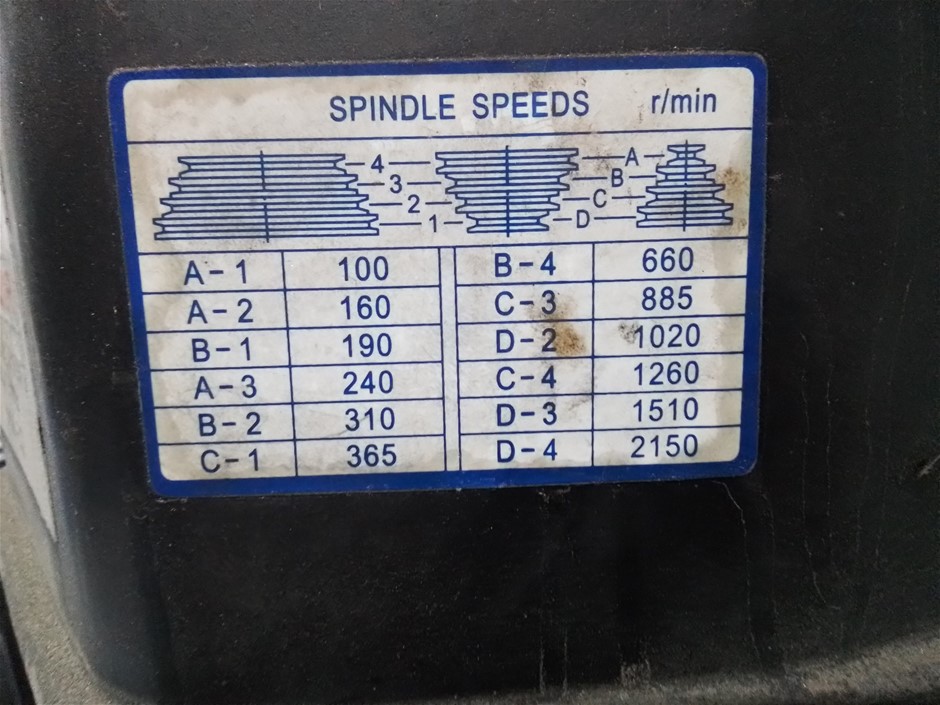 SPINDLE SPEEDS r/min
4 A
3 B
2 C
1 D
A-1 100 B-4 660
A-2 160 C-3 885
B-1 190 D-2 1020
A-3 240 C-4 1260
B-2 310 D-3 1510
C-1 365 D-4 2150